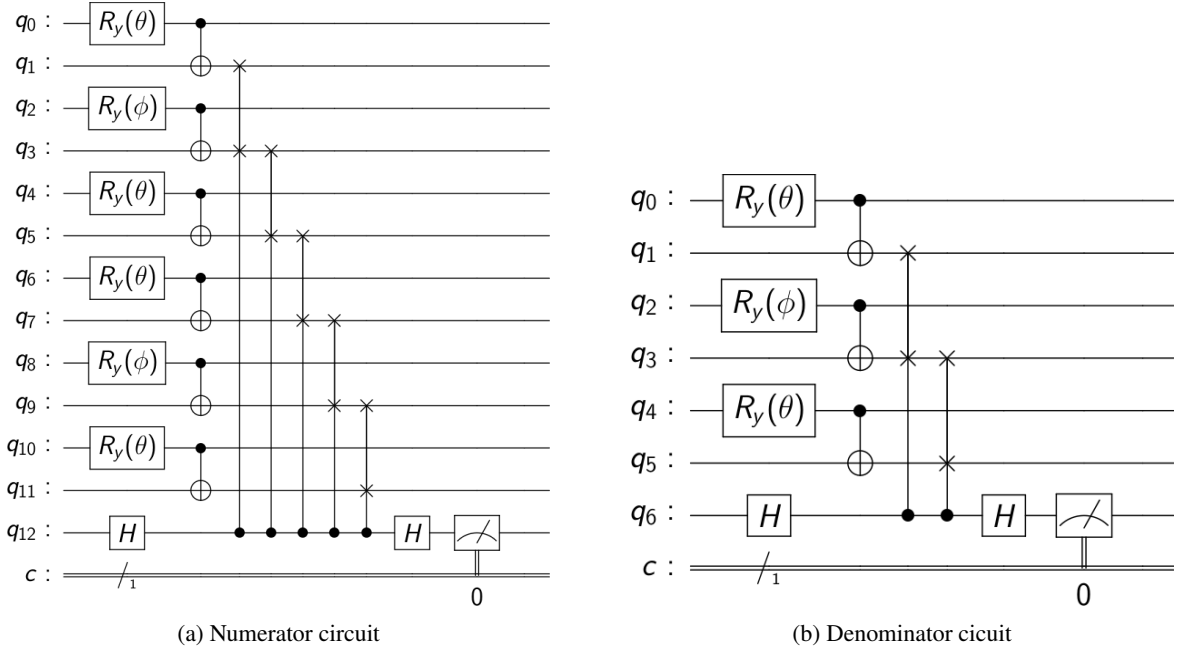 q0 : Ry(θ)
q1 :
q2 : Ry(ϕ)
q3 :
q4 : Ry(θ)
q5 :
q6 : Ry(θ)
q7 :
q8 : Ry(ϕ)
q9 :
q10 : Ry(θ)
q11 :
q12 : H H
c : 1
0
(a) Numerator circuit
q0 : Ry(θ)
q1 :
q2 : Ry(ϕ)
q3 :
q4 : Ry(θ)
q5 :
q6 : H H
c : 1
0
(b) Denominator cicuit